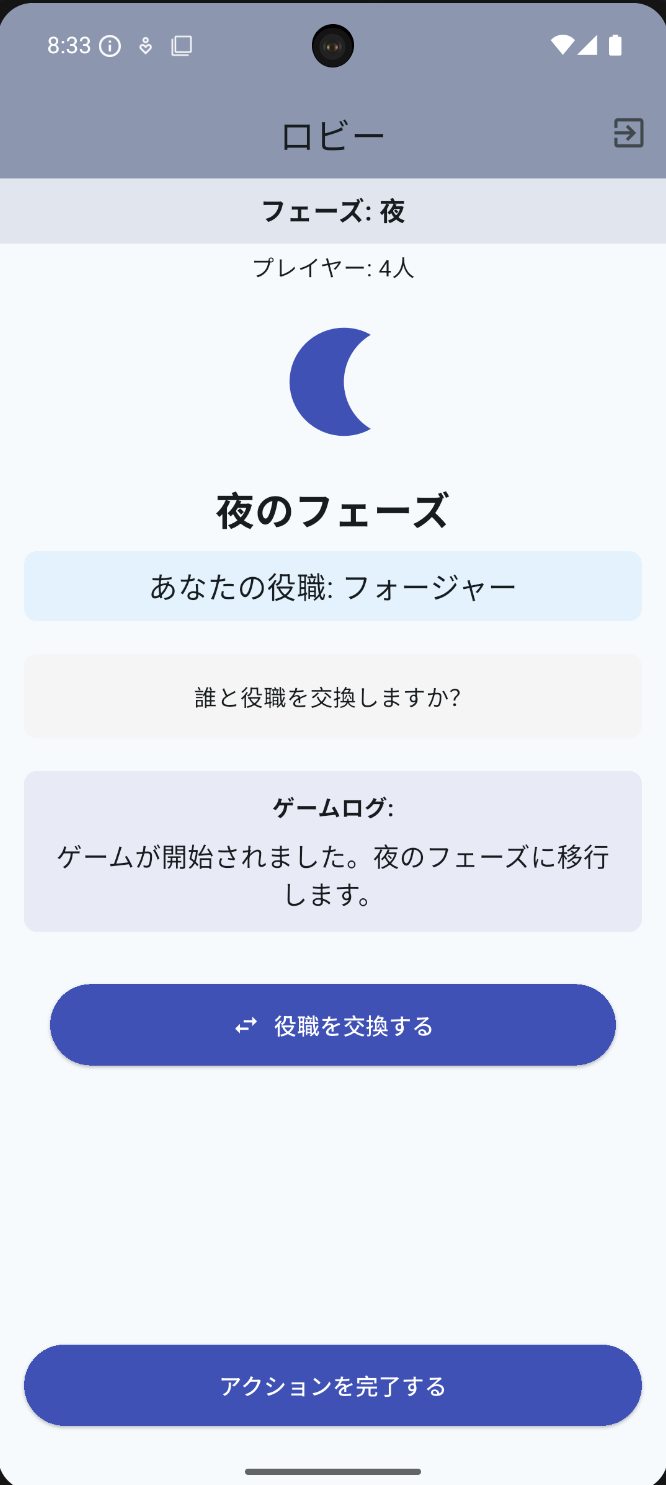 8:33
ロビー
フェーズ: 夜
プレイヤー: 4人
夜のフェーズ
あなたの役職: フォージャー
誰と役職を交換しますか?
ゲームログ:
ゲームが開始されました。夜のフェーズに移行
します。
役職を交換する
アクションを完了する